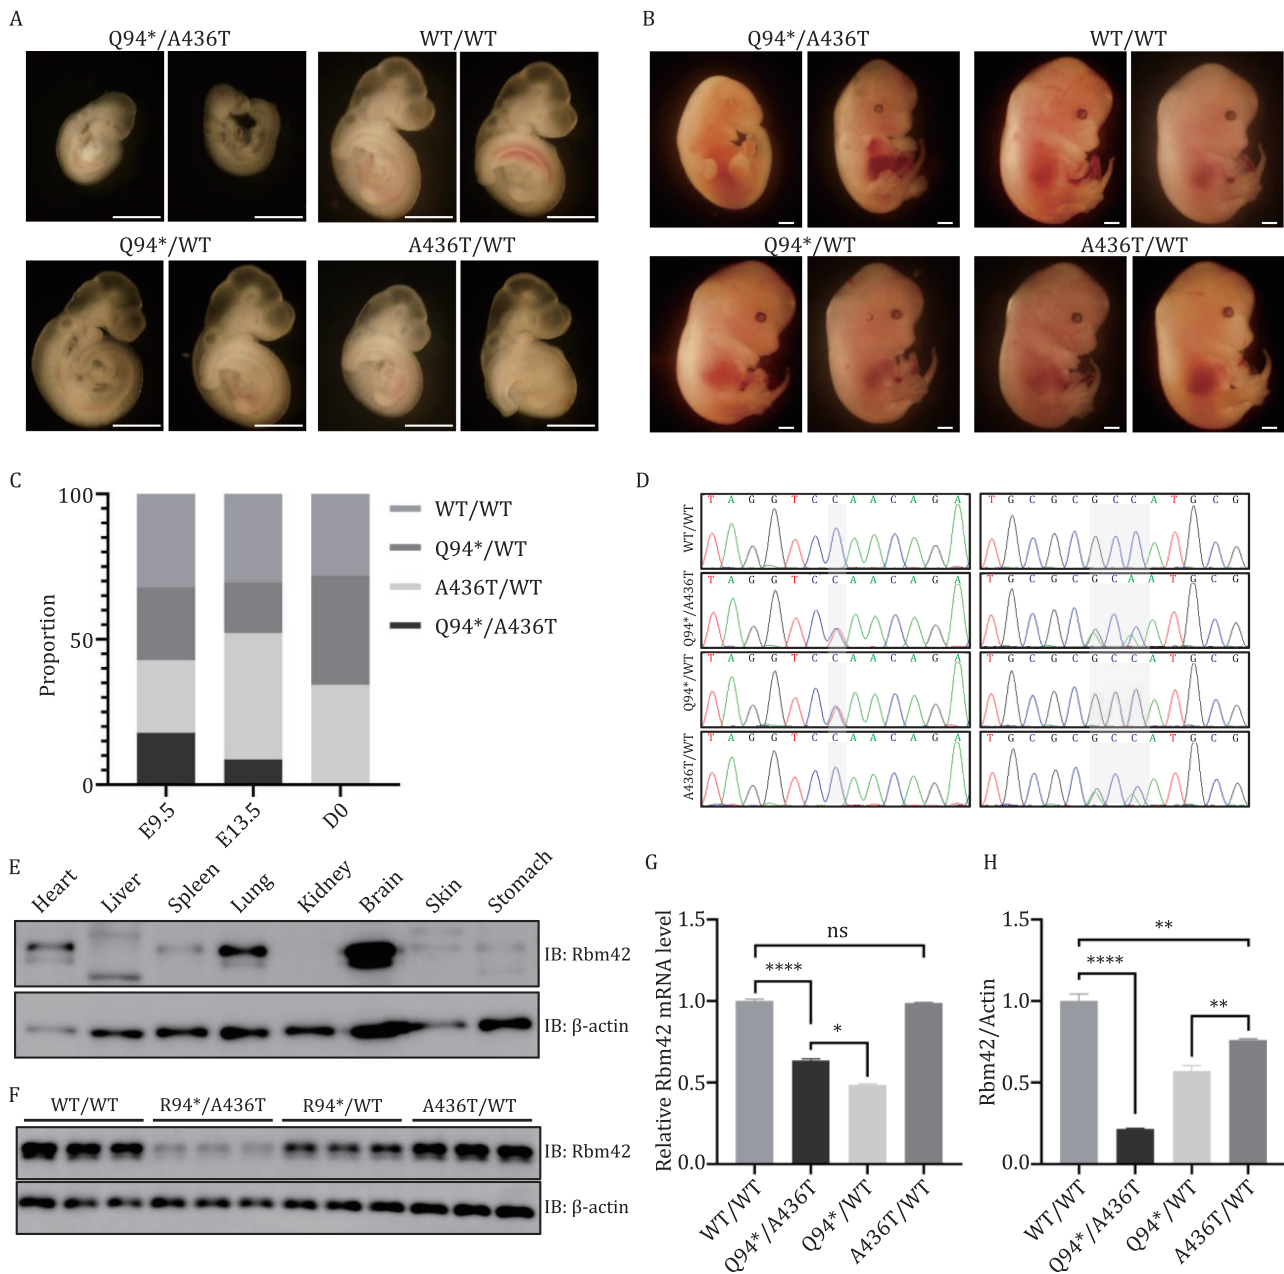 A
Q94*/A436T
WT/WT
Q94*/WT
A436T/WT
B
Q94*/A436T
WT/WT
Q94*/WT
A436T/WT
C
100
50
0
Proportion
E9.5
E13.5
D0
WT/WT
Q94*/WT
A436T/WT
Q94*/A436T
D
WT/WT
T A G G T C C A A C A G A
T G C G C G C C A T G C G
Q94*/A436T
T A G G T C C A A C A G A
T G C G C G C A A T G C G
Q94*/WT
T A G G T C C A A C A G A
T G C G C G C C A T G C G
A436T/WT
T A G G T C C A A C A G A
T G C G C G C C A T G C G
E
Heart
Liver
Spleen
Lung
Kidney
Brain
Skin
Stomach
IB: Rbm42
IB: β-actin
F
WT/WT
R94*/A436T
R94*/WT
A436T/WT
IB: Rbm42
IB: β-actin
G
Relative Rbm42 mRNA level
1.5
1.0
0.5
0.0
ns
****
*
WT/WT
Q94*/A436T
Q94*/WT
A436T/WT
H
Rbm42/Actin
1.5
1.0
0.5
0.0
**
****
**
WT/WT
Q94*/A436T
Q94*/WT
A436T/WT